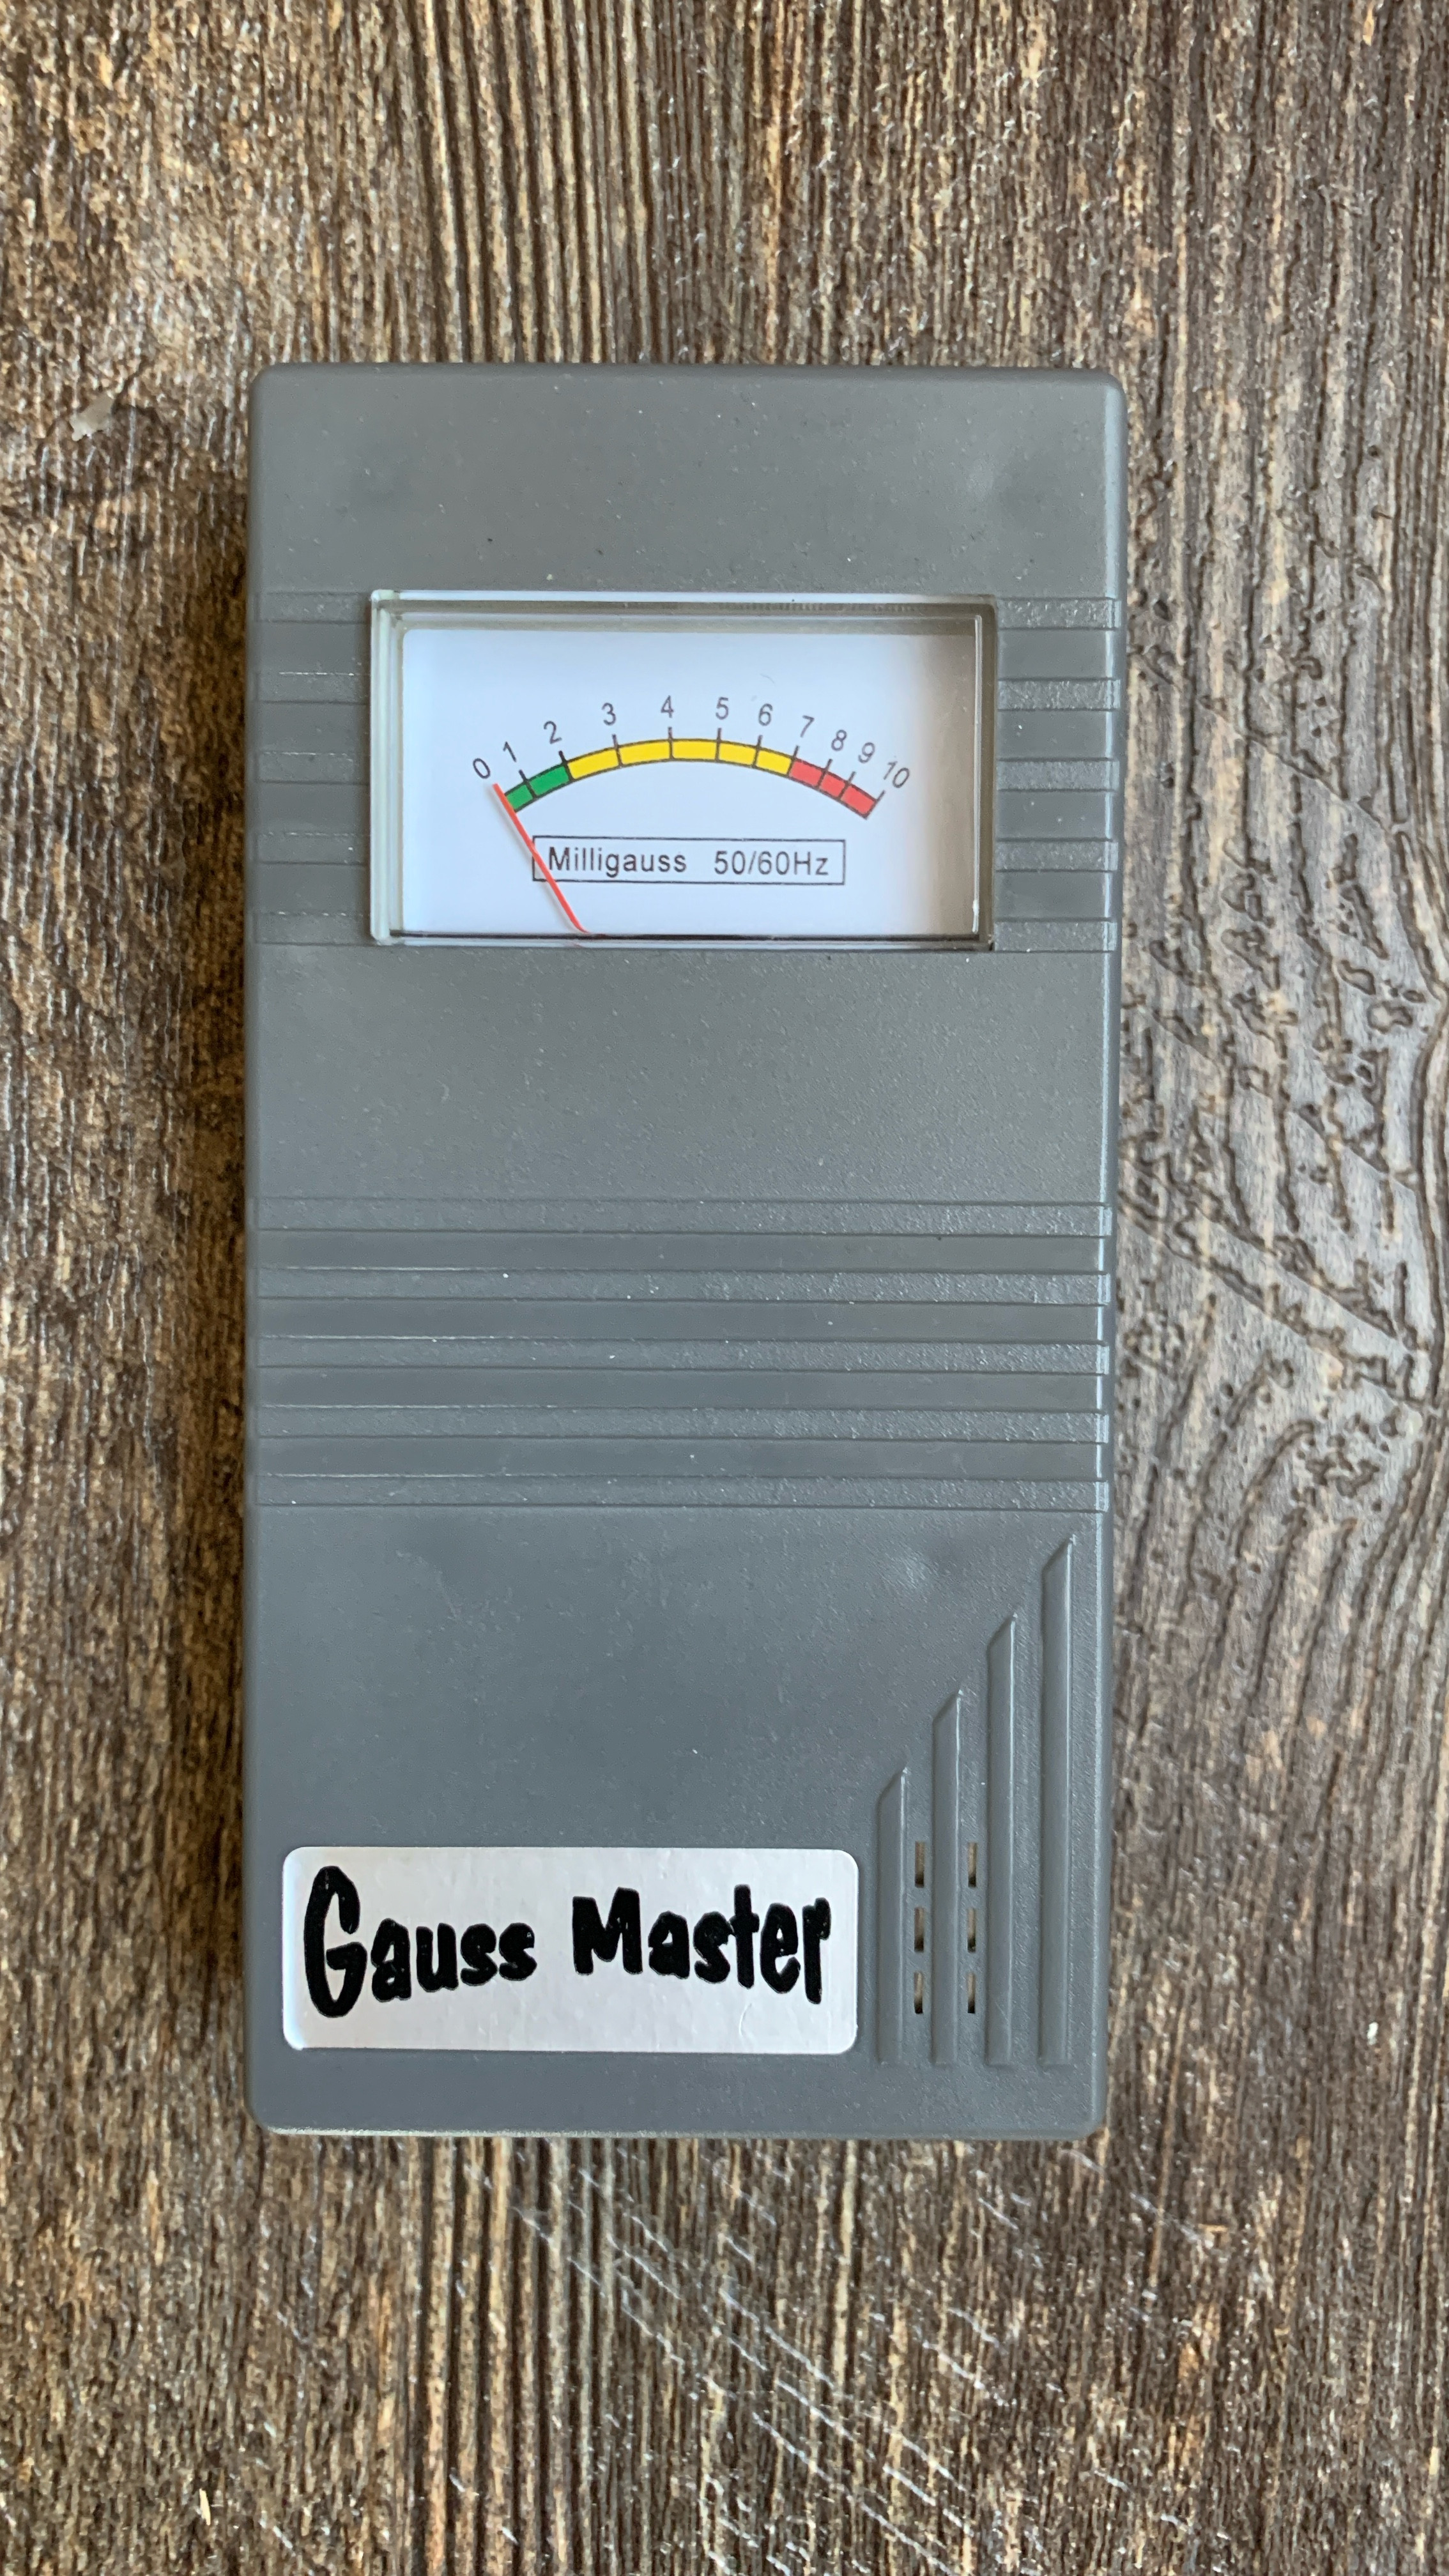 0 1 2 3 4 5 6 7 8 9 10
Milligauss 50/60Hz
Gauss Master